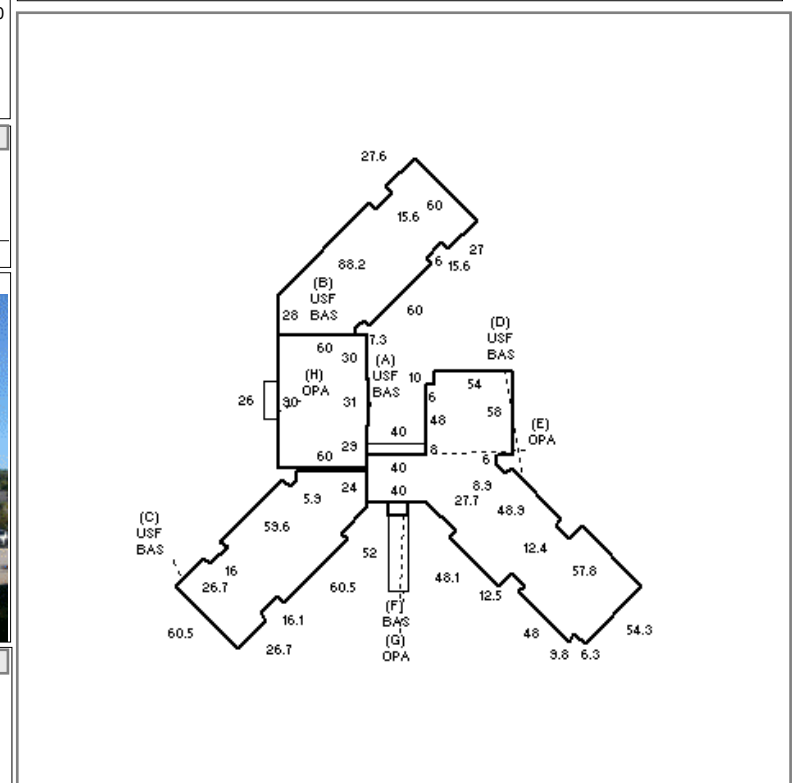 0
27.6
60
15.6
27
6 15.6
88.2
(B)
USF
BAS
28
60
7.3
(D)
USF
BAS
60
30
(A)
USF
BAS
10
54
(H)
OPA
26
31
6
48
58
(E)
OPA
40
29
60
8
6
40
24
40
8.9
27.7
48.9
5.9
(C)
USF
BAS
59.6
12.4
52
16
26.7
60.5
48.1
57.8
12.5
(F)
BAS
(G)
OPA
16.1
60.5
26.7
48
54.3
9.8 6.3